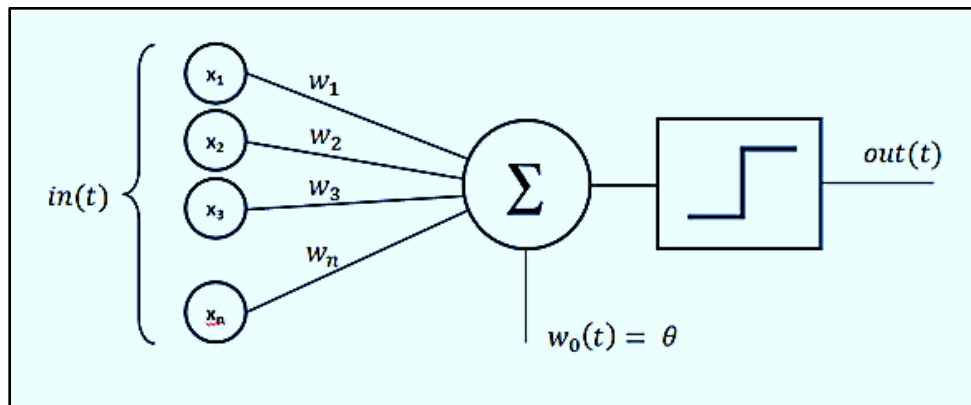 in(t)
x₁
x₂
x₃
xₙ
w₁
w₂
w₃
wₙ
∑
w₀(t) = θ
out(t)